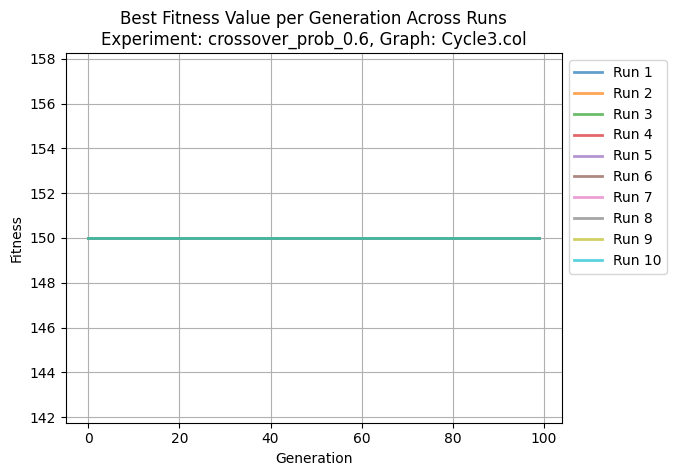 Best Fitness Value per Generation Across Runs
Experiment: crossover_prob_0.6, Graph: Cycle3.col
158
156
154
152
150
148
146
144
142
Fitness
0 20 40 60 80 100
Generation
Run 1
Run 2
Run 3
Run 4
Run 5
Run 6
Run 7
Run 8
Run 9
Run 10